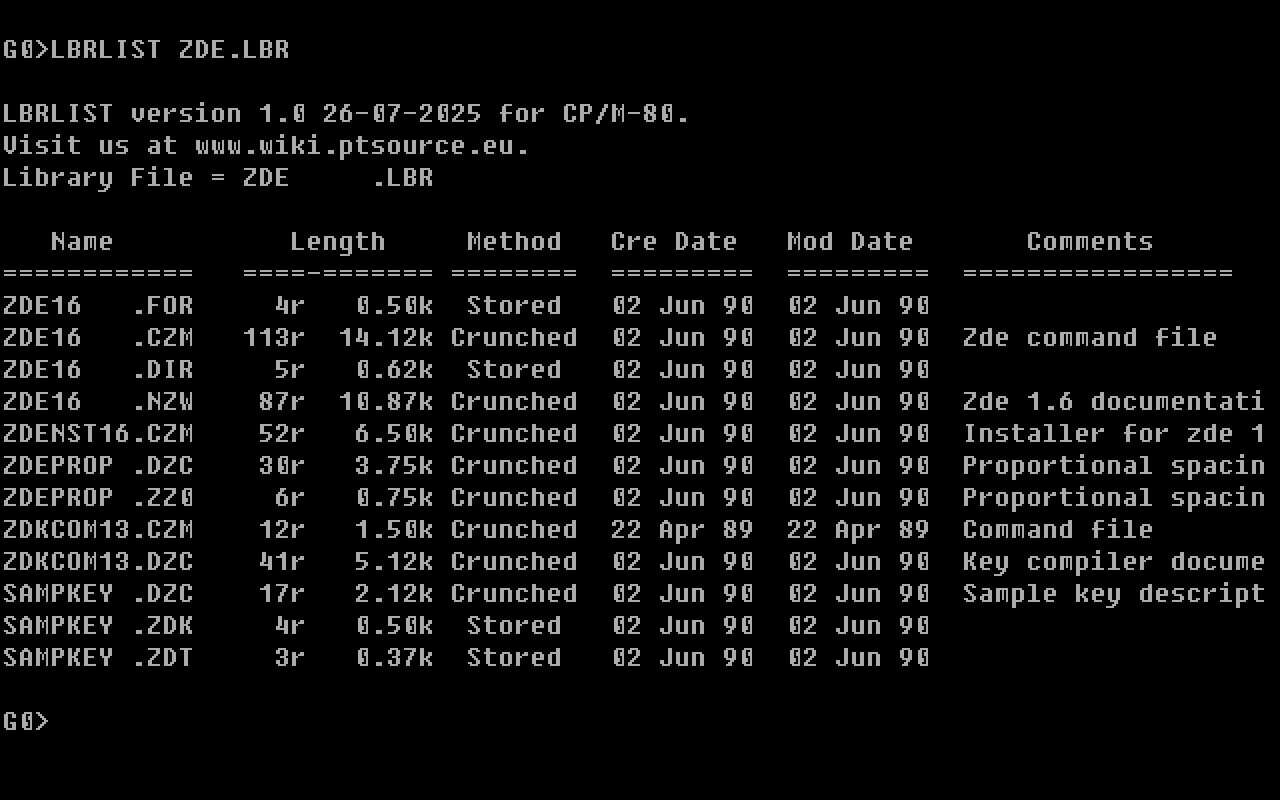 G0>LBRLIST ZDE.LBR

LBRLIST version 1.0 26-07-2025 for CP/M-80.
Visit us at www.wiki.ptsource.eu.
Library File = ZDE     .LBR

   Name           Length     Method   Cre Date   Mod Date       Comments
============   ====-======= ========  =========  =========  =================
ZDE16   .FOR     4r   0.50k  Stored   02 Jun 90  02 Jun 90
ZDE16   .CZM   113r  14.12k Crunched  02 Jun 90  02 Jun 90  Zde command file
ZDE16   .DIR     5r   0.62k  Stored   02 Jun 90  02 Jun 90
ZDE16   .NZW    87r  10.87k Crunched  02 Jun 90  02 Jun 90  Zde 1.6 documentati
ZDENST16.CZM    52r   6.50k Crunched  02 Jun 90  02 Jun 90  Installer for zde 1
ZDEPROP .DZC    30r   3.75k Crunched  02 Jun 90  02 Jun 90  Proportional spacin
ZDEPROP .ZZ0     6r   0.75k Crunched  02 Jun 90  02 Jun 90  Proportional spacin
ZDKCOM13.CZM    12r   1.50k Crunched  22 Apr 89  22 Apr 89  Command file
ZDKCOM13.DZC    41r   5.12k Crunched  02 Jun 90  02 Jun 90  Key compiler docume
SAMPKEY .DZC    17r   2.12k Crunched  02 Jun 90  02 Jun 90  Sample key descript
SAMPKEY .ZDK     4r   0.50k  Stored   02 Jun 90  02 Jun 90
SAMPKEY .ZDT     3r   0.37k  Stored   02 Jun 90  02 Jun 90

G0>